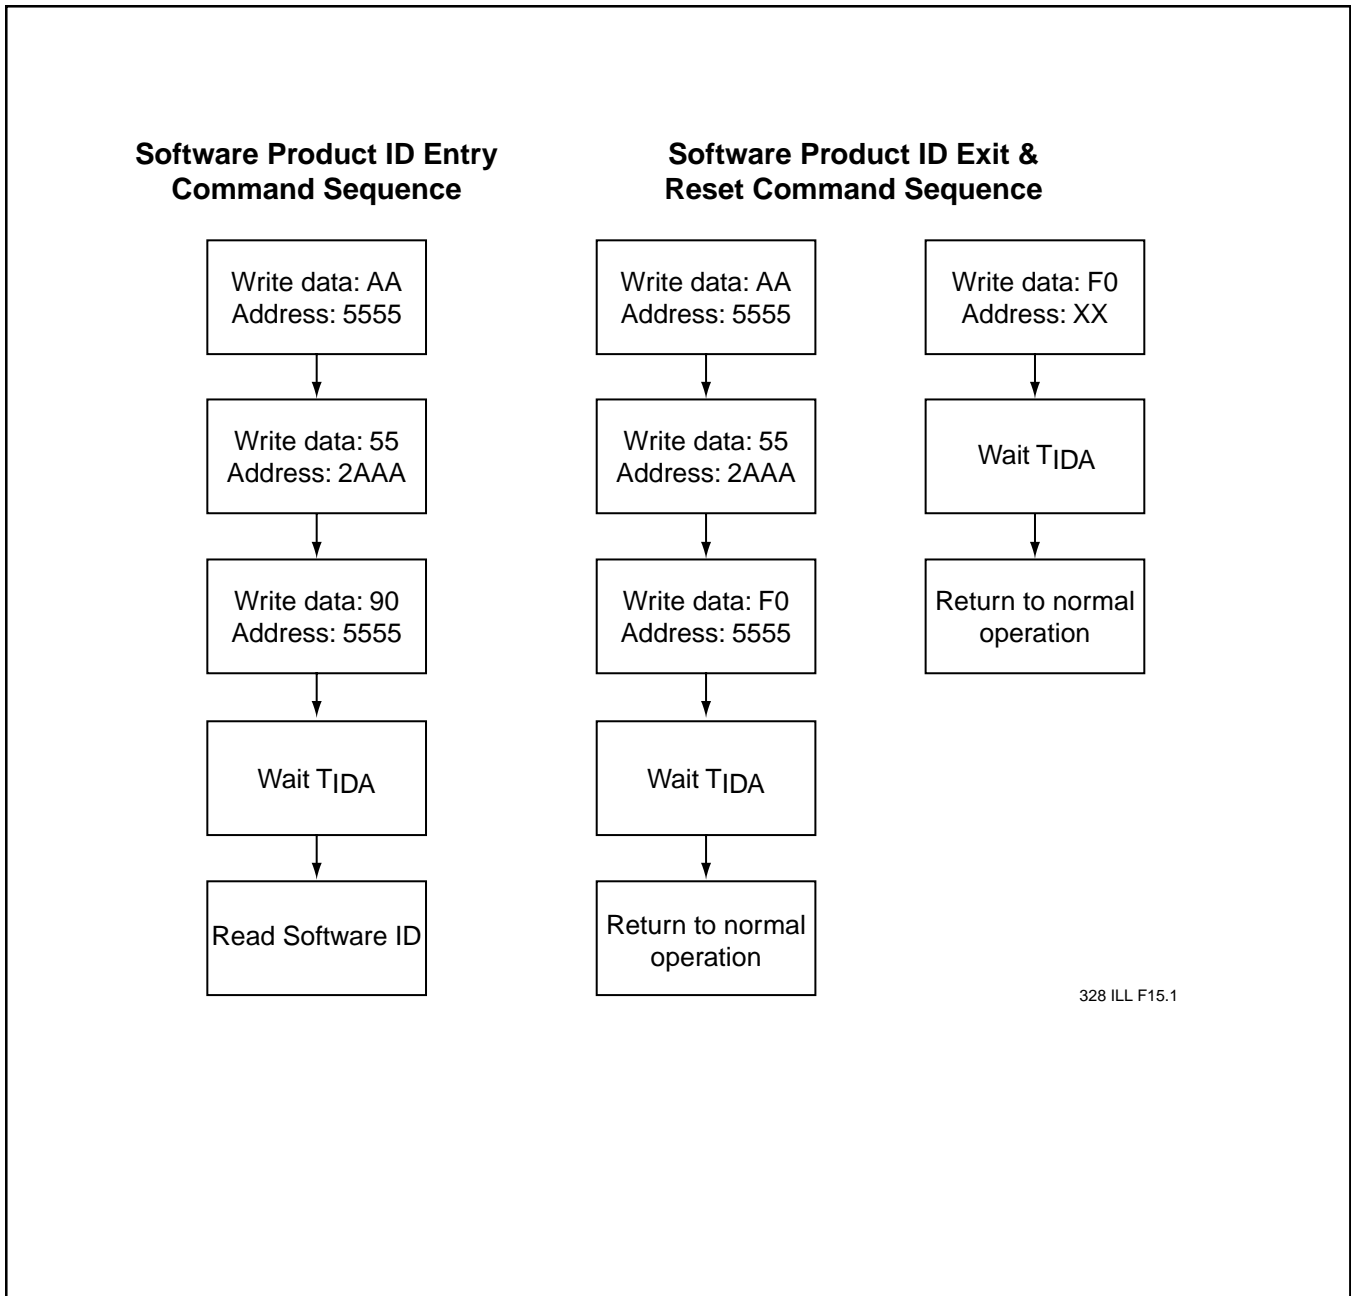 Software Product ID Entry
Command Sequence
Write data: AA
Address: 5555
Write data: 55
Address: 2AAA
Write data: 90
Address: 5555
Wait TIDA
Read Software ID
Software Product ID Exit &
Reset Command Sequence
Write data: AA
Address: 5555
Write data: 55
Address: 2AAA
Write data: F0
Address: 5555
Wait TIDA
Return to normal
operation
Write data: F0
Address: XX
Wait TIDA
Return to normal
operation
328 ILL F15.1